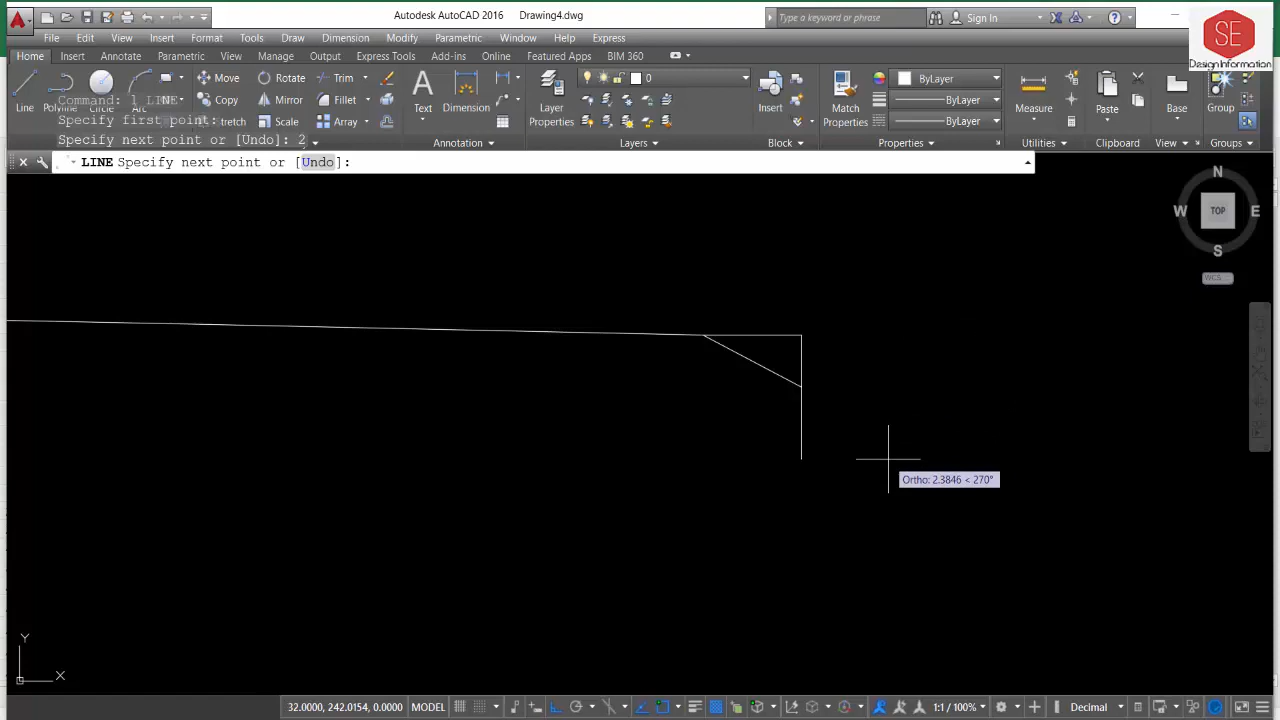 Autodesk AutoCAD 2016 Drawing4.dwg
Type a keyword or phrase
Sign In
SE
Design Information
File Edit View Insert Format Tools Draw Dimension Modify Parametric Window Help Express
Home Insert Annotate Parametric View Manage Output Add-ins Express Tools Online Featured Apps BIM 360
Move Rotate Trim
Copy Mirror Fillet
Scale Array
Line Polyline Circle Arc
Text Dimension
Annotation
Layer
Properties
0
Layers
Insert
Block
Match
Properties
ByLayer
ByLayer
ByLayer
Properties
Measure
Utilities
Paste
Clipboard
Base
View
Group
Groups
Command: l LINE
Specify first point:
Specify next point or [Undo]: 2
LINE Specify next point or [Undo]:
N
W TOP E
S
WCS
Ortho: 2.3846 < 270°
Y
X
32.0000, 242.0154, 0.0000 MODEL
1:1 / 100%
Decimal